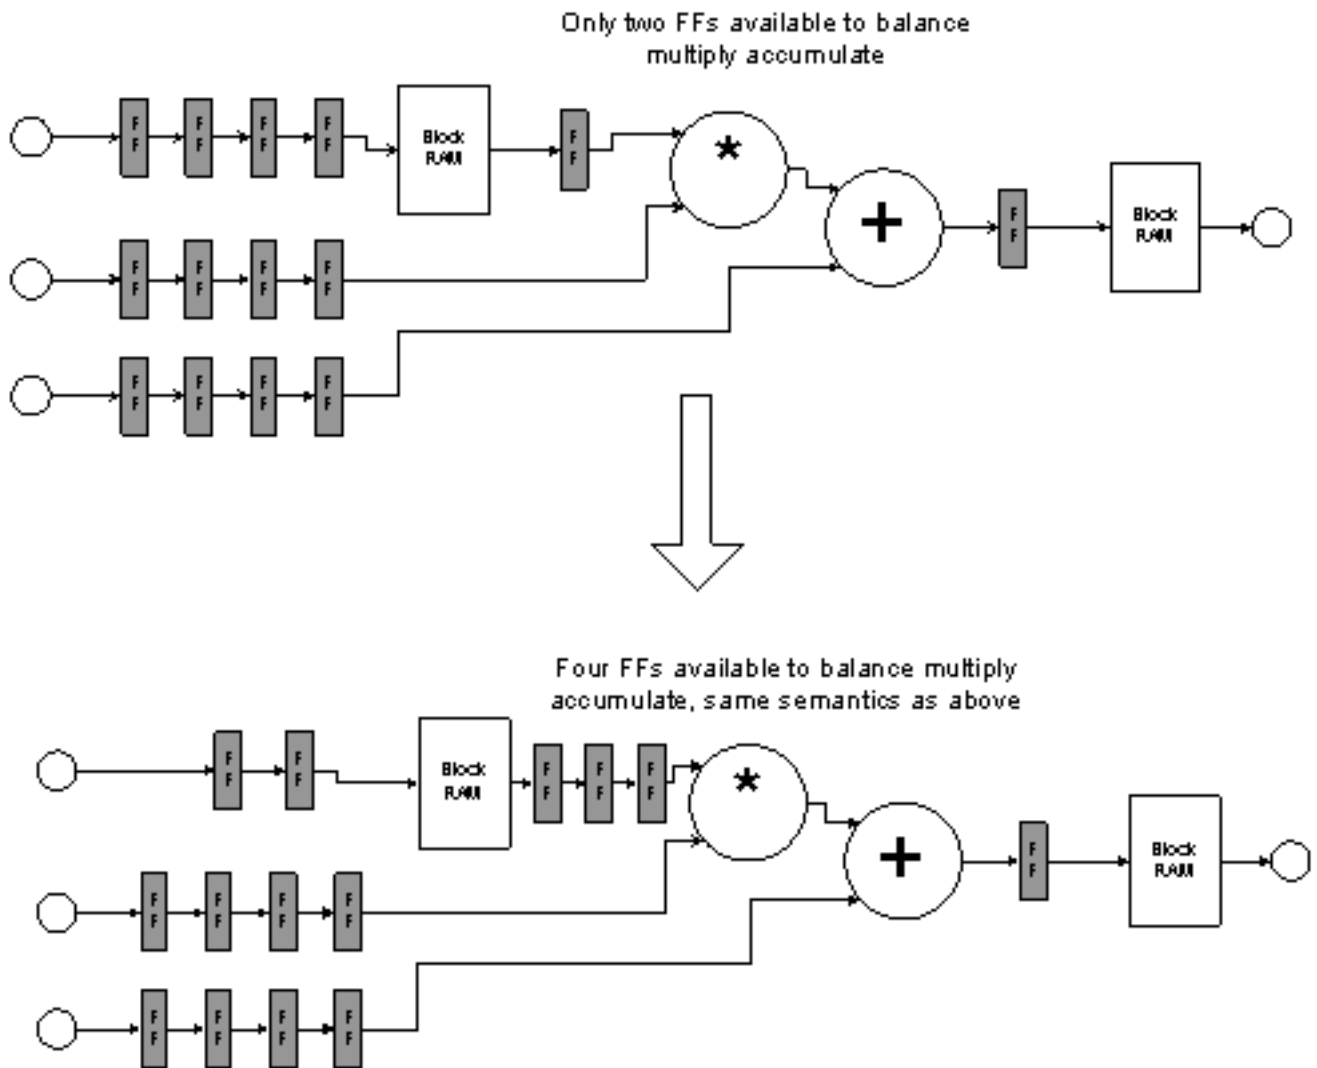 Only two FFs available to balance
multiply accumulate
F F F F
F F F F
Block
RAM
F
F
*
+
F
F
Block
RAM
F F F F
F F F F
F F F F
F F F F
Four FFs available to balance multiply
accumulate, same semantics as above
F F
F F
Block
RAM
F F F
F F F
*
+
F
F
Block
RAM
F F F F
F F F F
F F F F
F F F F